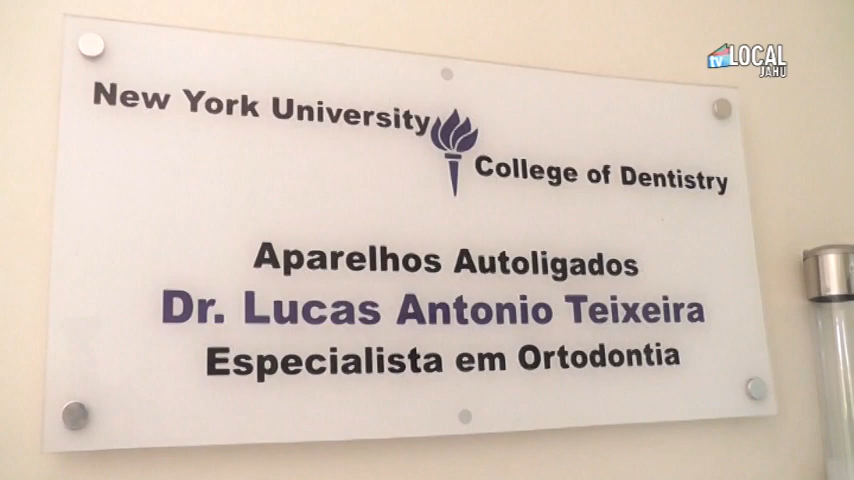 tv LOCAL
JAHU
New York University
College of Dentistry
Aparelhos Autoligados
Dr. Lucas Antonio Teixeira
Especialista em Ortodontia